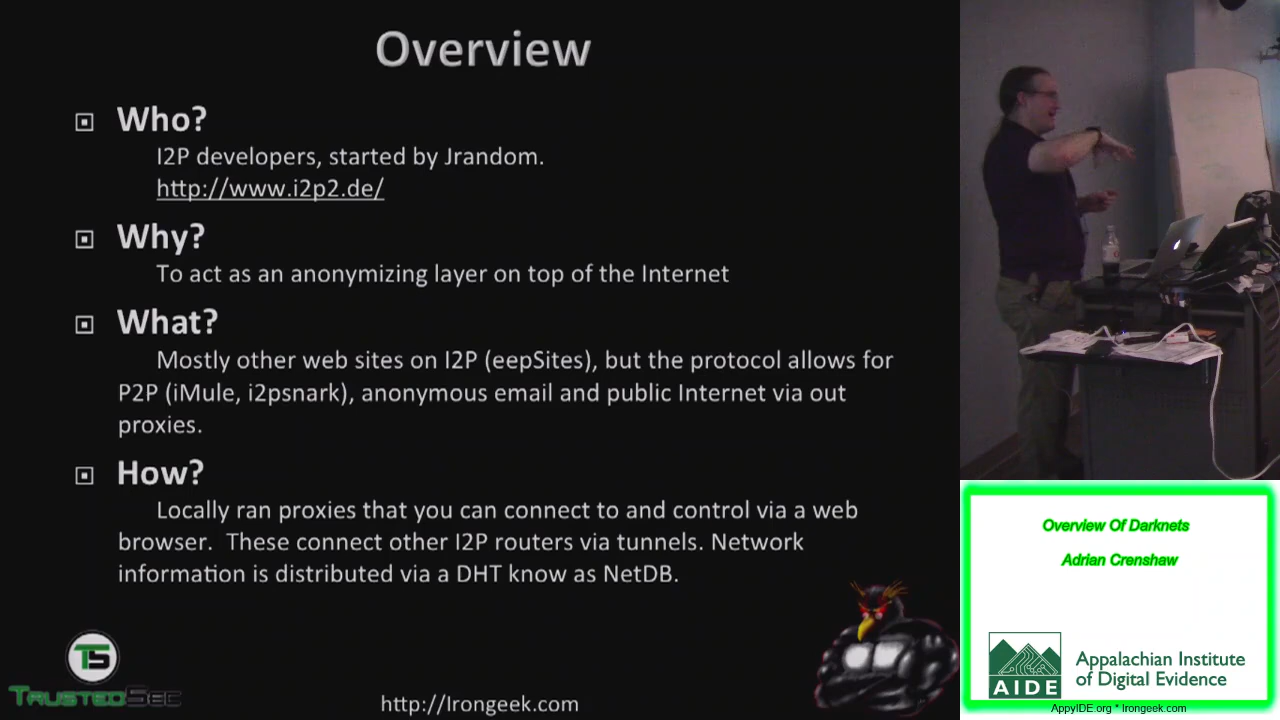 Overview
Who?
I2P developers, started by Jrandom.
http://www.i2p2.de/
Why?
To act as an anonymizing layer on top of the Internet
What?
Mostly other web sites on I2P (eepSites), but the protocol allows for
P2P (iMule, i2psnark), anonymous email and public Internet via out
proxies.
How?
Locally ran proxies that you can connect to and control via a web
browser. These connect other I2P routers via tunnels. Network
information is distributed via a DHT know as NetDB.
TS
TRUSTEDSEC
http://Irongeek.com
Overview Of Darknets
Adrian Crenshaw
AIDE
Appalachian Institute
of Digital Evidence
AppyIDE.org * Irongeek.com